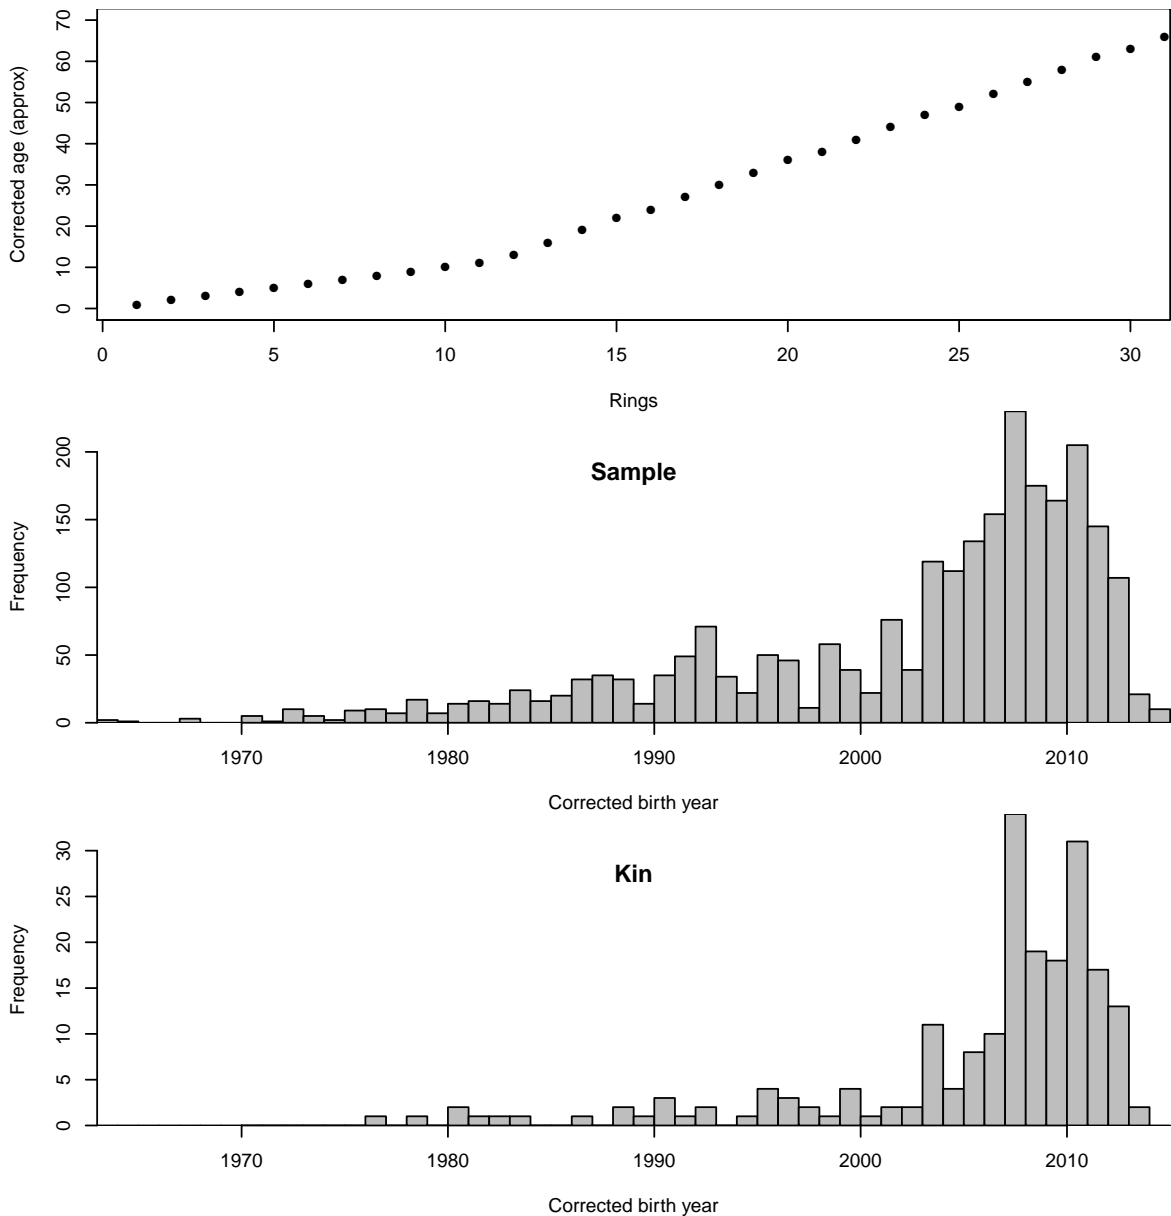 70
60
50
40
30
20
10
0
Corrected age (approx)
0 5 10 15 20 25 30
Rings
Sample
200
150
100
50
0
Frequency
1970 1980 1990 2000 2010
Corrected birth year
Kin
30
25
20
15
10
5
0
Frequency
1970 1980 1990 2000 2010
Corrected birth year